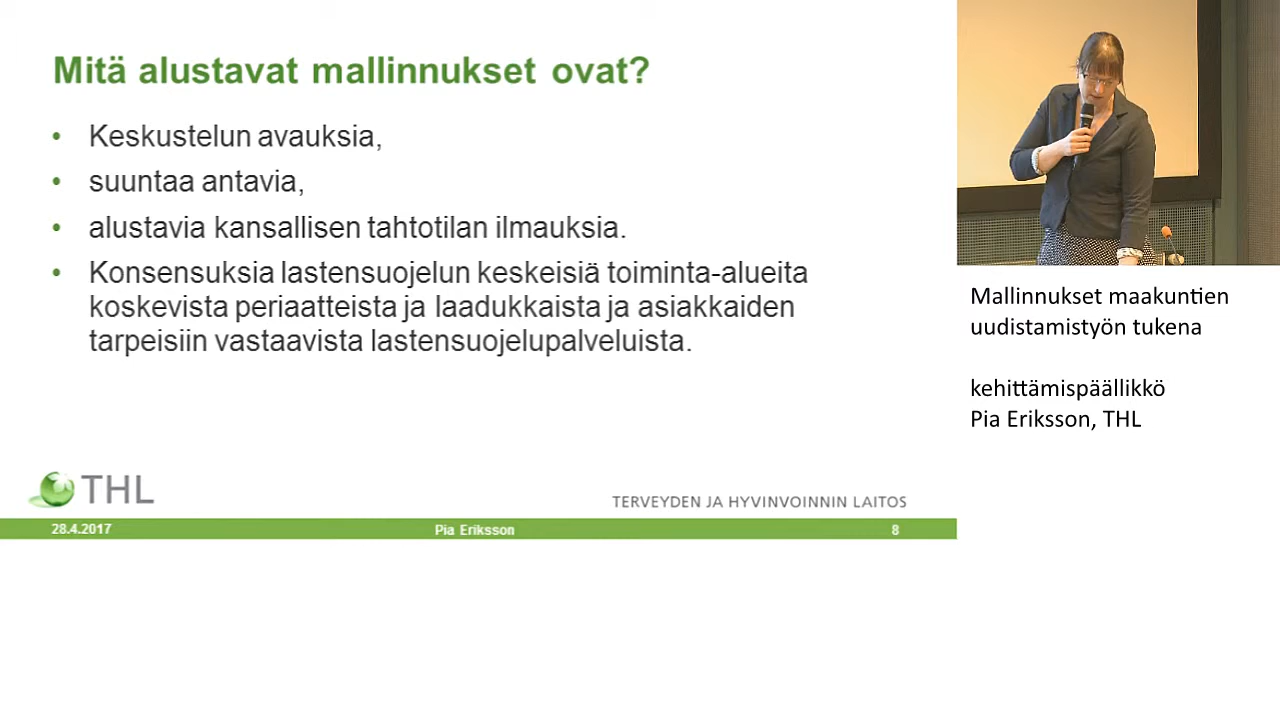 Mitä alustavat mallinnukset ovat?
• Keskustelun avauksia,
• suuntaa antavia,
• alustavia kansallisen tahtotilan ilmauksia.
• Konsensuksia lastensuojelun keskeisiä toiminta-alueita
koskevista periaatteista ja laadukkaista ja asiakkaiden
tarpeisiin vastaavista lastensuojelupalveluista.
THL
TERVEYDEN JA HYVINVOINNIN LAITOS
28.4.2017 Pia Eriksson 8
Mallinnukset maakuntien
uudistamistyön tukena
kehittämispäällikkö
Pia Eriksson, THL